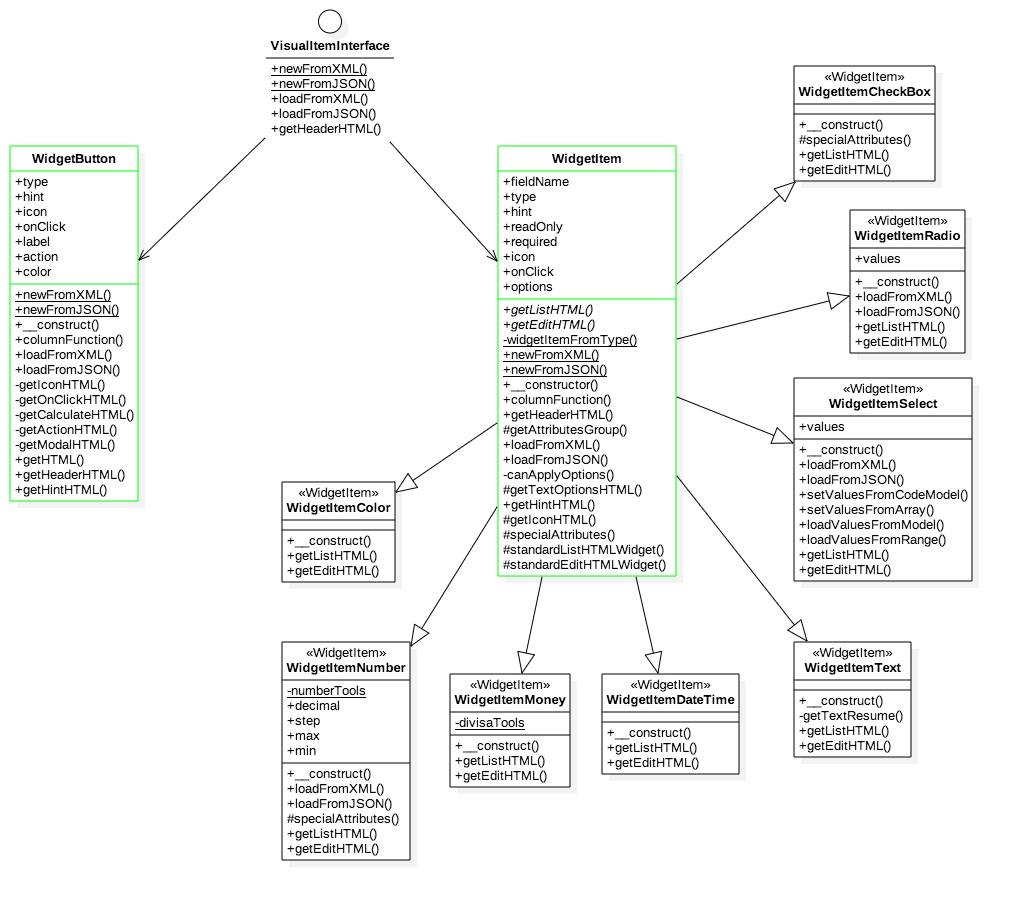 VisualItemInterface
+newFromXML()
+newFromJSON()
+loadFromXML()
+loadFromJSON()
+getHeaderHTML()
WidgetButton
+type
+hint
+icon
+onClick
+label
+action
+color
+newFromXML()
+newFromJSON()
+__construct()
+columnFunction()
+loadFromXML()
+loadFromJSON()
-getIconHTML()
-getOnClickHTML()
-getCalculateHTML()
-getActionHTML()
-getModalHTML()
+getHTML()
+getHeaderHTML()
+getHintHTML()
WidgetItem
+fieldName
+type
+hint
+readOnly
+required
+icon
+onClick
+options
+getListHTML()
+getEditHTML()
-widgetItemFromType()
+newFromXML()
+newFromJSON()
+__constructor()
+columnFunction()
+getHeaderHTML()
#getAttributesGroup()
+loadFromXML()
+loadFromJSON()
-canApplyOptions()
#getTextOptionsHTML()
+getHintHTML()
#getIconHTML()
#specialAttributes()
#standardListHTMLWidget()
#standardEditHTMLWidget()
«WidgetItem»
WidgetItemCheckBox
+__construct()
#specialAttributes()
+getListHTML()
+getEditHTML()
«WidgetItem»
WidgetItemRadio
+values
+__construct()
+loadFromXML()
+loadFromJSON()
+getListHTML()
+getEditHTML()
«WidgetItem»
WidgetItemSelect
+values
+__construct()
+loadFromXML()
+loadFromJSON()
+setValuesFromCodeModel()
+setValuesFromArray()
+loadValuesFromModel()
+loadValuesFromRange()
+getListHTML()
+getEditHTML()
«WidgetItem»
WidgetItemColor
+__construct()
+getListHTML()
+getEditHTML()
«WidgetItem»
WidgetItemNumber
-numberTools
+decimal
+step
+max
+min
+__construct()
+loadFromXML()
+loadFromJSON()
#specialAttributes()
+getListHTML()
+getEditHTML()
«WidgetItem»
WidgetItemMoney
-divisaTools
+__construct()
+getListHTML()
+getEditHTML()
«WidgetItem»
WidgetItemDateTime
+__construct()
+getListHTML()
+getEditHTML()
«WidgetItem»
WidgetItemText
+__construct()
-getTextResume()
+getListHTML()
+getEditHTML()